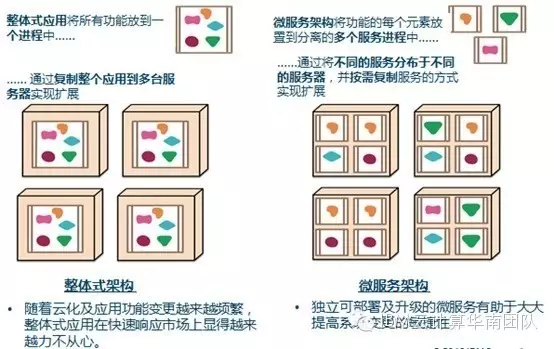 整体式应用将所有功能放到一
个进程中......
...... 通过复制整个应用到多台服
务器实现扩展
整体式架构
• 随着云化及应用功能变更越来越频繁，
整体式应用在快速响应市场上显得越来
越力不从心。
微服务架构将功能的每个元素放
置到分离的多个服务进程中......
......通过将不同的服务分布于不同
的服务器，并按需复制服务的方式
实现扩展
微服务架构
• 独立可部署及升级的微服务有助于大大
提高系统变更的敏捷性
算华南团队